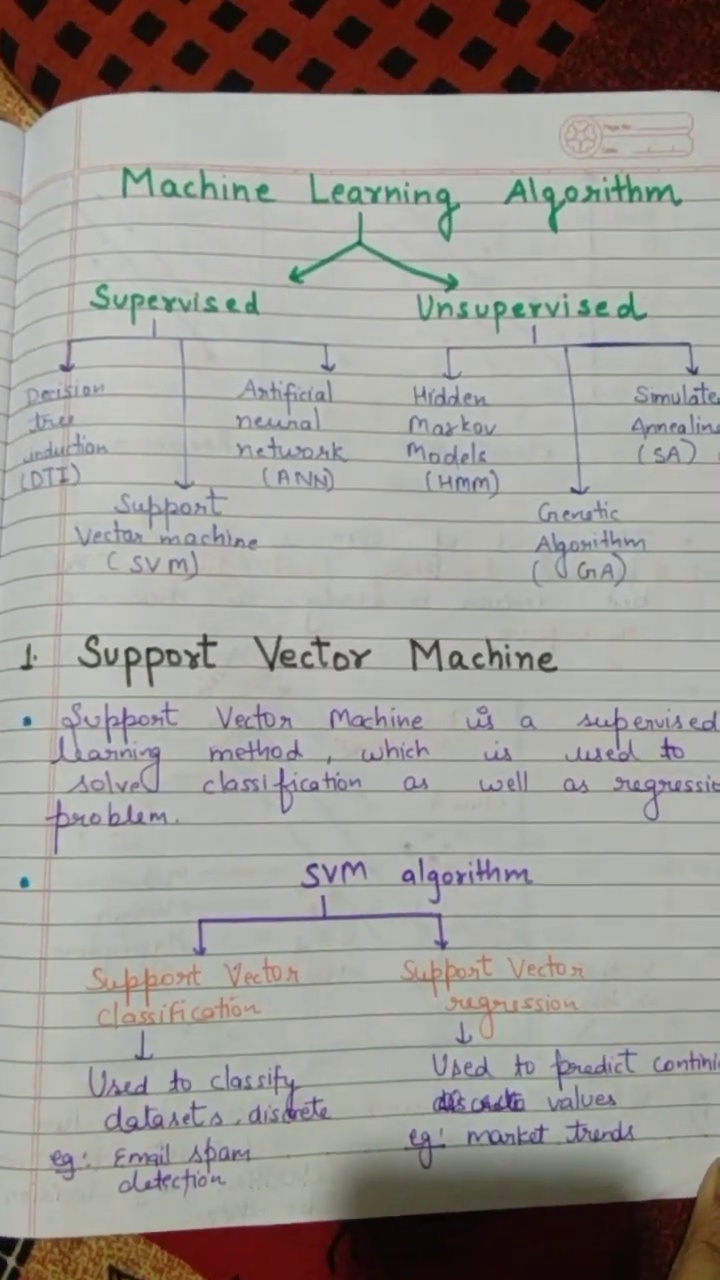 Machine Learning Algorithm
Supervised Unsupervised
Decision tree induction (DTI)
Artificial neural network (ANN)
Support Vector machine (SVM)
Hidden Markov Models (HMM)
Simulate Annealin (SA)
Genetic Algorithm (GA)
1. Support Vector Machine
• Support Vector Machine is a supervised
learning method, which is used to
solve classification as well as regressio
problem.
• SVM algorithm
Support Vector
classification
Used to classify
datasets, discrete
eg: Email spam
detection
Support Vector
regression
Used to predict contin
values
eg: market trends